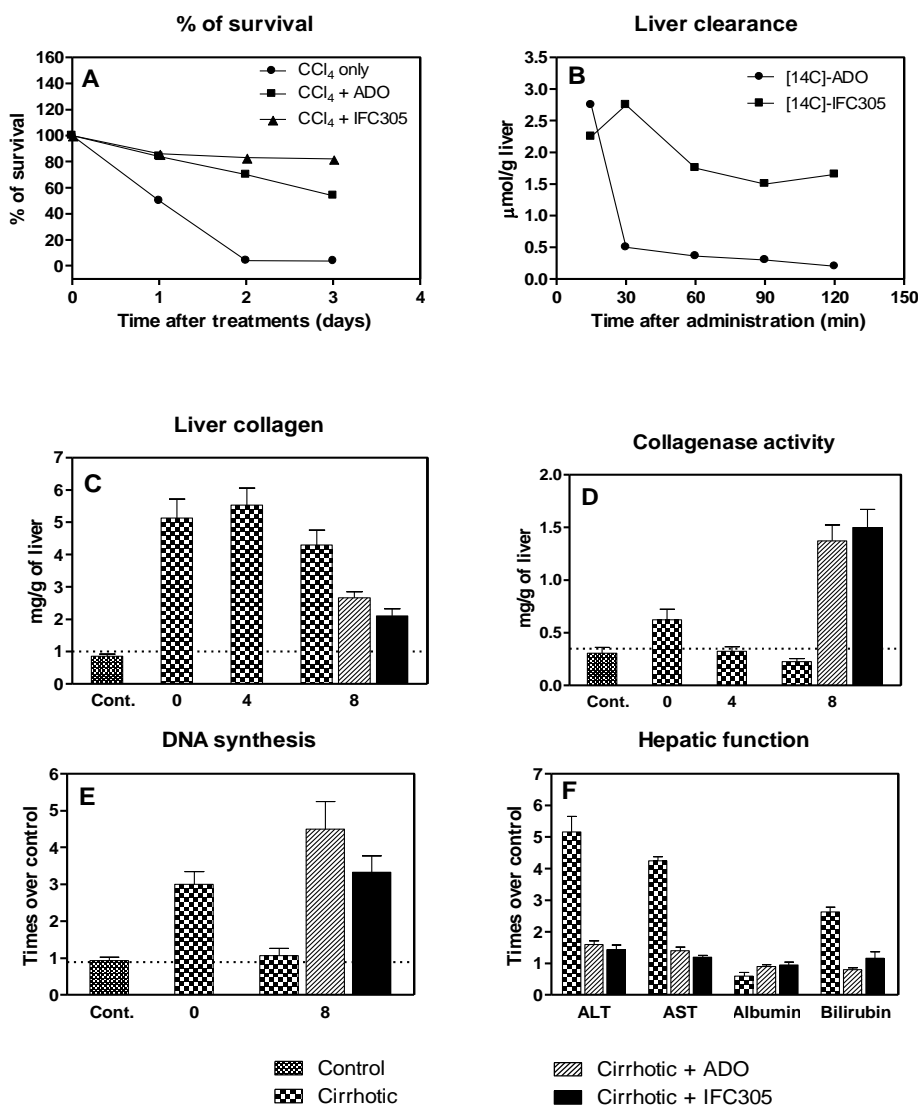 % of survival
A
CCl₄ only
CCl₄ + ADO
CCl₄ + IFC305
% of survival
160
140
120
100
80
60
40
20
0
0 1 2 3 4
Time after treatments (days)
Liver clearance
B
[14C]-ADO
[14C]-IFC305
µmol/g liver
3.5
3.0
2.5
2.0
1.5
1.0
0.5
0.0
0 30 60 90 120 150
Time after administration (min)
Liver collagen
C
mg/g of liver
7
6
5
4
3
2
1
0
Cont. 0 4 8
Collagenase activity
D
mg/g of liver
2.0
1.5
1.0
0.5
0.0
Cont. 0 4 8
DNA synthesis
E
Times over control
6
5
4
3
2
1
0
Cont. 0 8
Hepatic function
F
Times over control
7
6
5
4
3
2
1
0
ALT AST Albumin Bilirubin
Control
Cirrhotic
Cirrhotic + ADO
Cirrhotic + IFC305